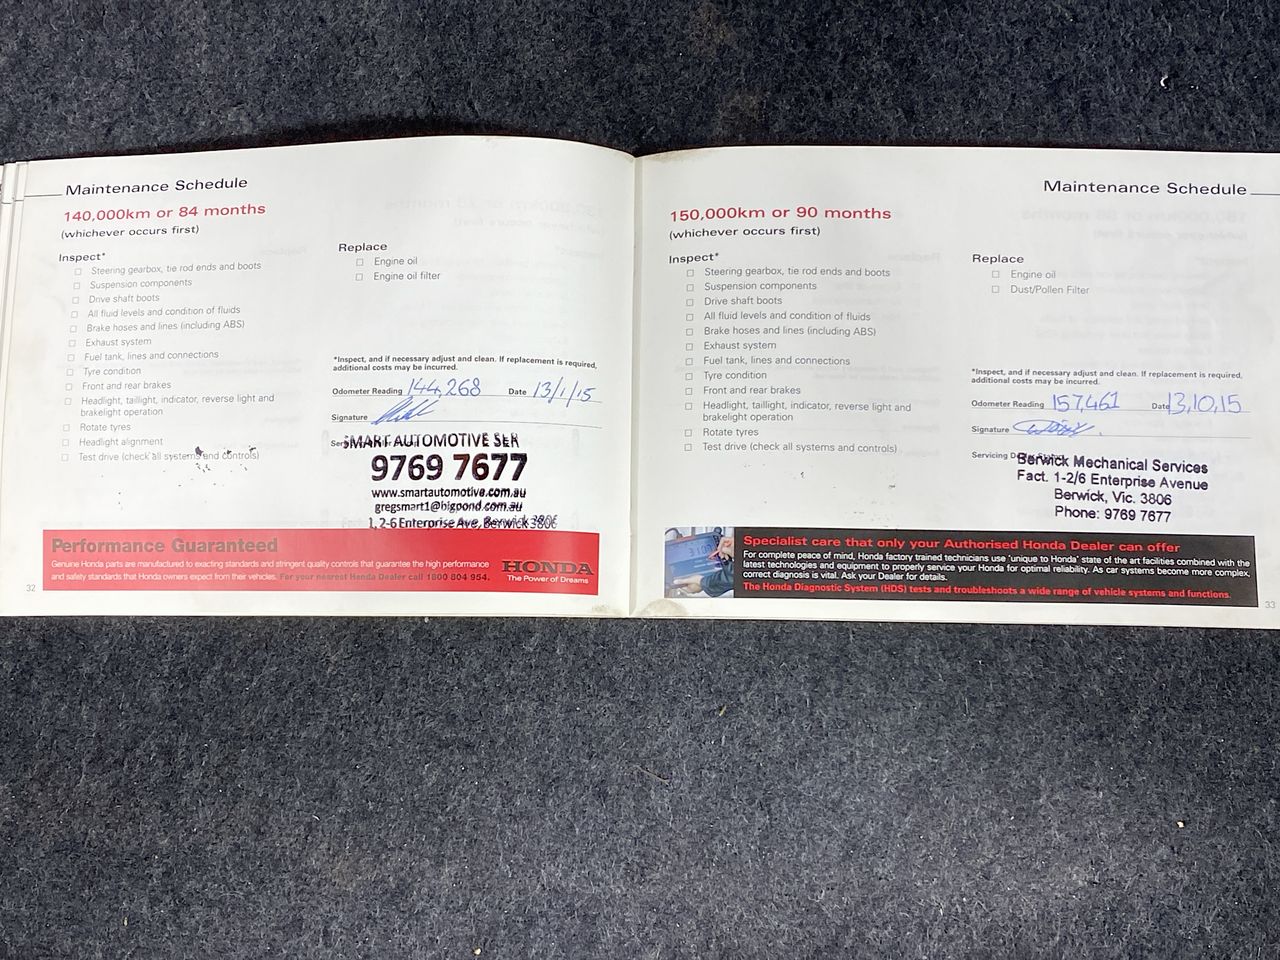 Maintenance Schedule
140,000km or 84 months
(whichever occurs first)
Inspect*
Steering gearbox, tie rod ends and boots
Suspension components
Drive shaft boots
All fluid levels and condition of fluids
Brake hoses and lines (including ABS)
Exhaust system
Fuel tank, lines and connections
Tyre condition
Front and rear brakes
Headlight, taillight, indicator, reverse light and
brakelight operation
Rotate tyres
Headlight alignment
Test drive (check all systems and controls)
Replace
Engine oil
Engine oil filter
*Inspect, and if necessary adjust and clean. If replacement is required,
additional costs may be incurred.
Odometer Reading 144,268 Date 13/1/15
Signature
SMART AUTOMOTIVE SER
9769 7677
www.smartautomotive.com.au
gregsmart1@bigpond.com.au
1, 2-6 Enterprise Ave, Berwick 3806
Performance Guaranteed
Genuine Honda parts are manufactured to exacting standards and stringent quality controls that guarantee the high performance
and safety standards that Honda owners expect from their vehicles. For your nearest Honda Dealer call 1800 804 954.
HONDA
The Power of Dreams
32
Maintenance Schedule
150,000km or 90 months
(whichever occurs first)
Inspect*
Steering gearbox, tie rod ends and boots
Suspension components
Drive shaft boots
All fluid levels and condition of fluids
Brake hoses and lines (including ABS)
Exhaust system
Fuel tank, lines and connections
Tyre condition
Front and rear brakes
Headlight, taillight, indicator, reverse light and
brakelight operation
Rotate tyres
Test drive (check all systems and controls)
Replace
Engine oil
Dust/Pollen Filter
*Inspect, and if necessary adjust and clean. If replacement is required,
additional costs may be incurred.
Odometer Reading 157,461 Date 13,10,15
Signature
Servicing
Berwick Mechanical Services
Fact. 1-2/6 Enterprise Avenue
Berwick, Vic. 3806
Phone: 9769 7677
Specialist care that only your Authorised Honda Dealer can offer
For complete peace of mind, Honda factory trained technicians use 'unique to Honda' state of the art facilities combined with the
latest technologies and equipment to properly service your Honda for optimal reliability. As car systems become more complex,
correct diagnosis is vital. Ask your Dealer for details.
The Honda Diagnostic System (HDS) tests and troubleshoots a wide range of vehicle systems and functions.
33